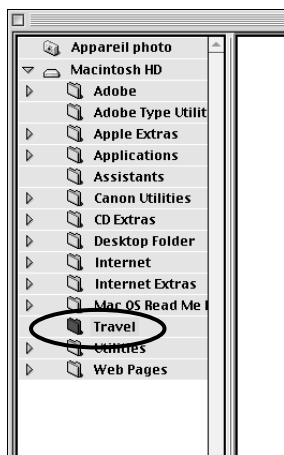 Appareil photo
Macintosh HD
Adobe
Adobe Type Utilit
Apple Extras
Applications
Assistants
Canon Utilities
CD Extras
Desktop Folder
Internet
Internet Extras
Mac OS Read Me
Travel
Utilities
Web Pages